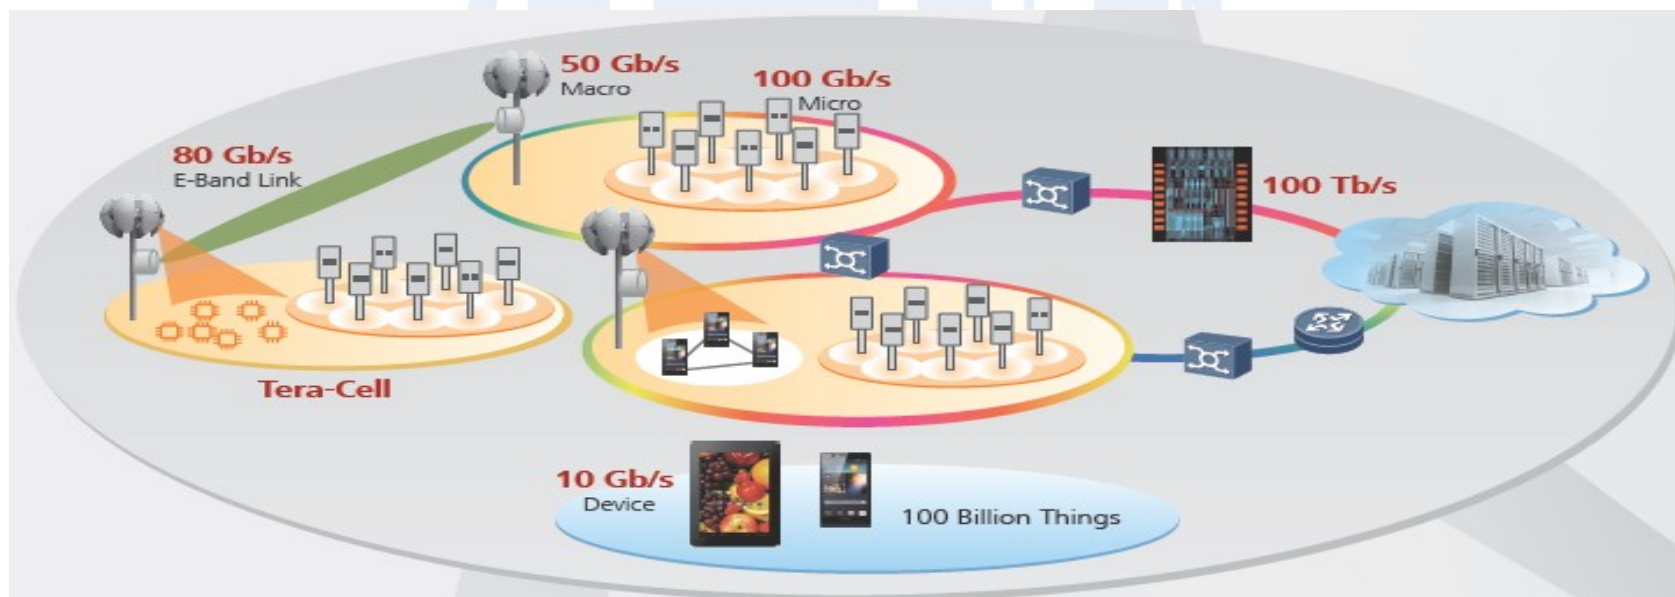 50 Gb/s
Macro
100 Gb/s
Micro
80 Gb/s
E-Band Link
100 Tb/s
Tera-Cell
10 Gb/s
Device
100 Billion Things